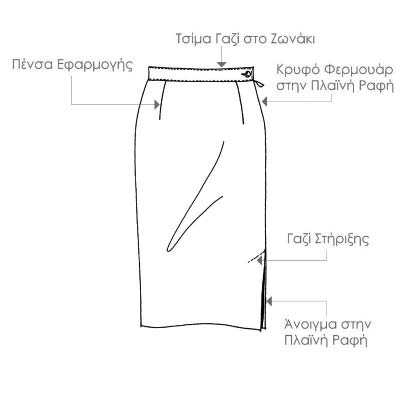 Τσίμα Γαζί στο Ζωνάκι
Πένσα Εφαρμογής
Κρυφό Φερμουάρ
στην Πλαϊνή Ραφή
Γαζί Στήριξης
Άνοιγμα στην
Πλαϊνή Ραφή